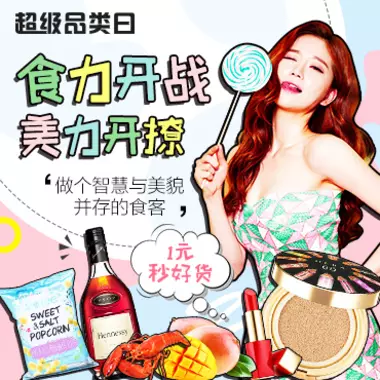 超级品类日
食力开战
美力开撩
‘做个智慧与美貌
并存的食客’
1元
秒好货
SWEET
& SALT
POPCORN
Hennessy